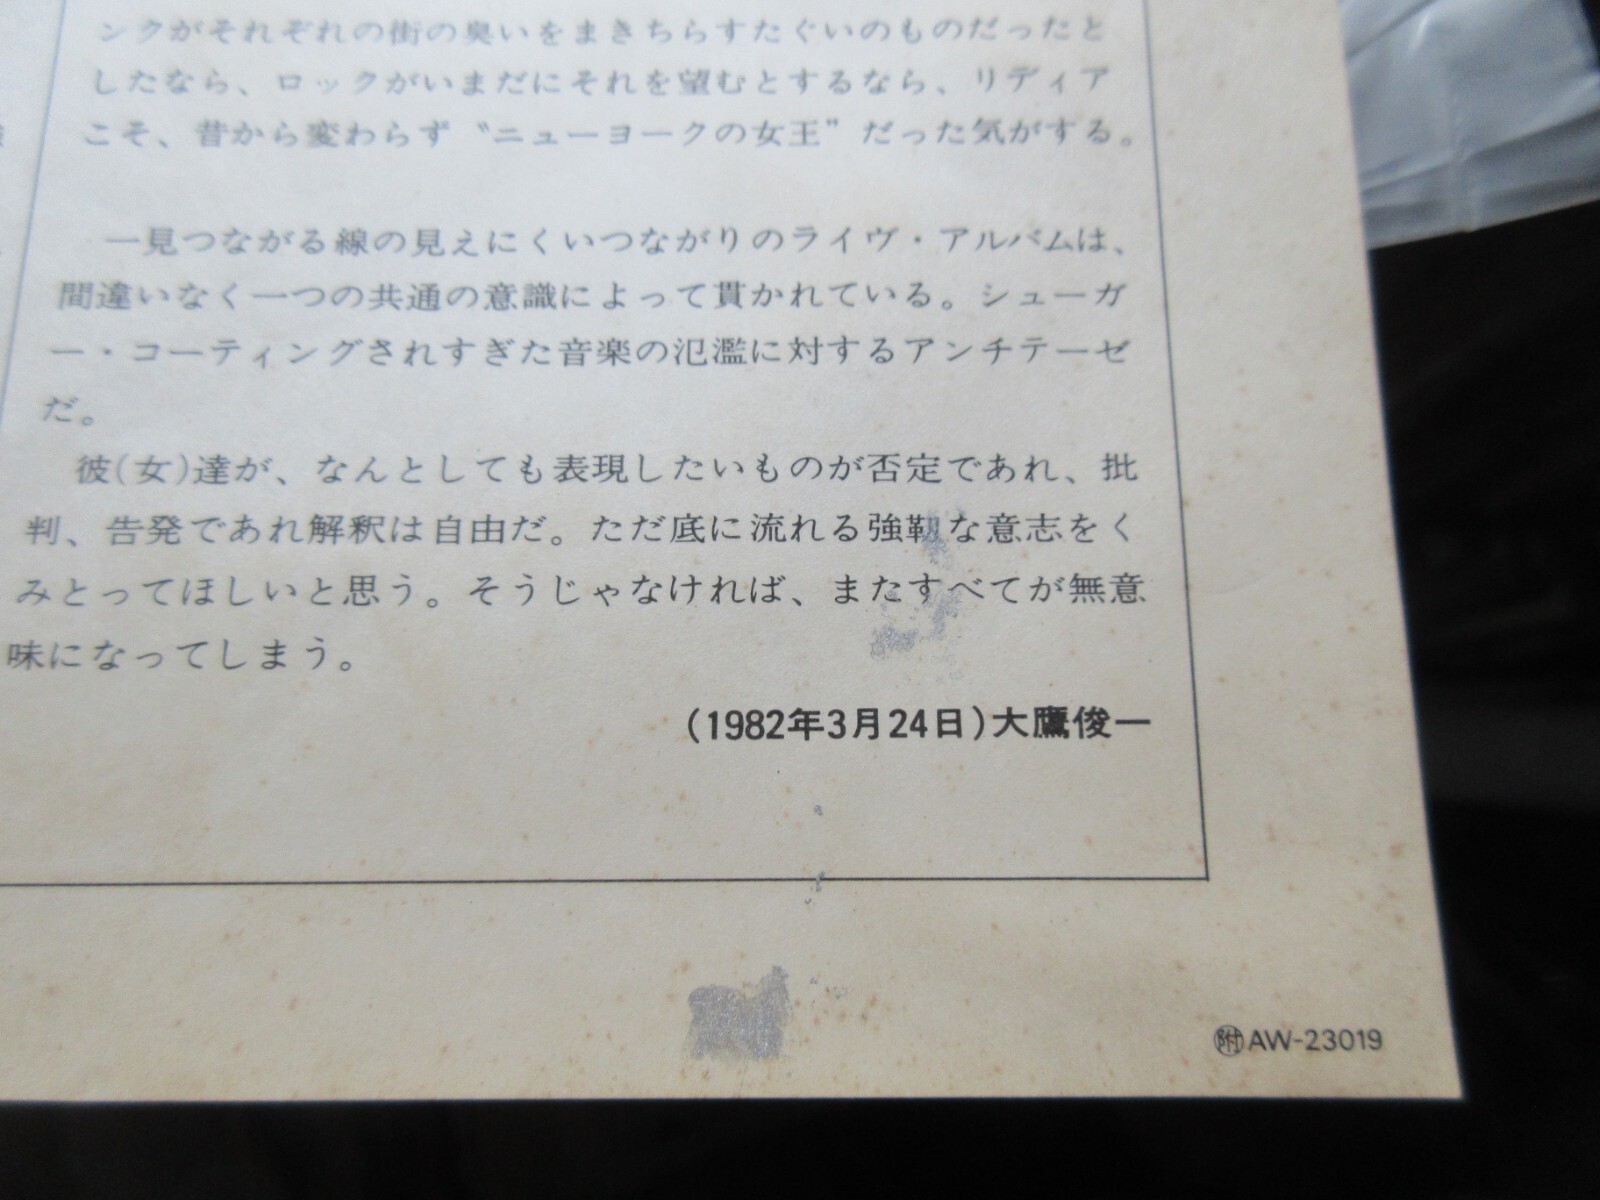 ンクがそれぞれの街の臭いをまきちらすたぐいのものだったと
したなら、ロックがいまだにそれを望むとするなら、リディア
こそ、昔から変わらず〝ニューヨークの女王”だった気がする。
一見つながる線の見えにくいつながりのライヴ・アルバムは、
間違いなく一つの共通の意識によって貫かれている。シューガ
ー・コーティングされすぎた音楽の氾濫に対するアンチテーゼ
だ。
彼(女)達が、なんとしても表現したいものが否定であれ、批
判、告発であれ解釈は自由だ。ただ底に流れる強靱な意志をく
みとってほしいと思う。そうじゃなければ、またすべてが無意
味になってしまう。
(1982年3月24日)大鷹俊一
㊙AW-23019